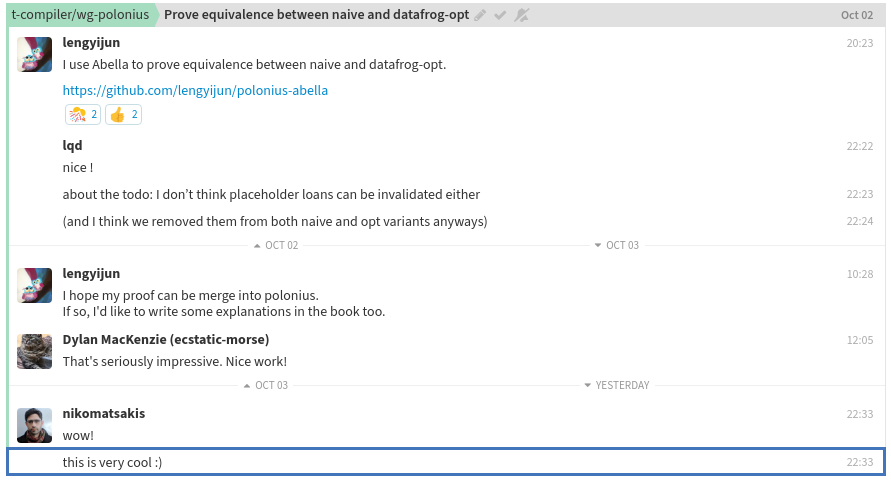 t-compiler/wg-polonius Prove equivalence between naive and datafrog-opt Oct 02
lengyijun 20:23
I use Abella to prove equivalence between naive and datafrog-opt.
https://github.com/lengyijun/polonius-abella
2 2
lqd 22:22
nice !
about the todo: I don't think placeholder loans can be invalidated either 22:23
(and I think we removed them from both naive and opt variants anyways) 22:24
OCT 02 OCT 03
lengyijun 10:28
I hope my proof can be merge into polonius.
If so, I'd like to write some explanations in the book too.
Dylan MacKenzie (ecstatic-morse) 12:05
That's seriously impressive. Nice work!
OCT 03 YESTERDAY
nikomatsakis 22:33
wow!
this is very cool :) 22:33